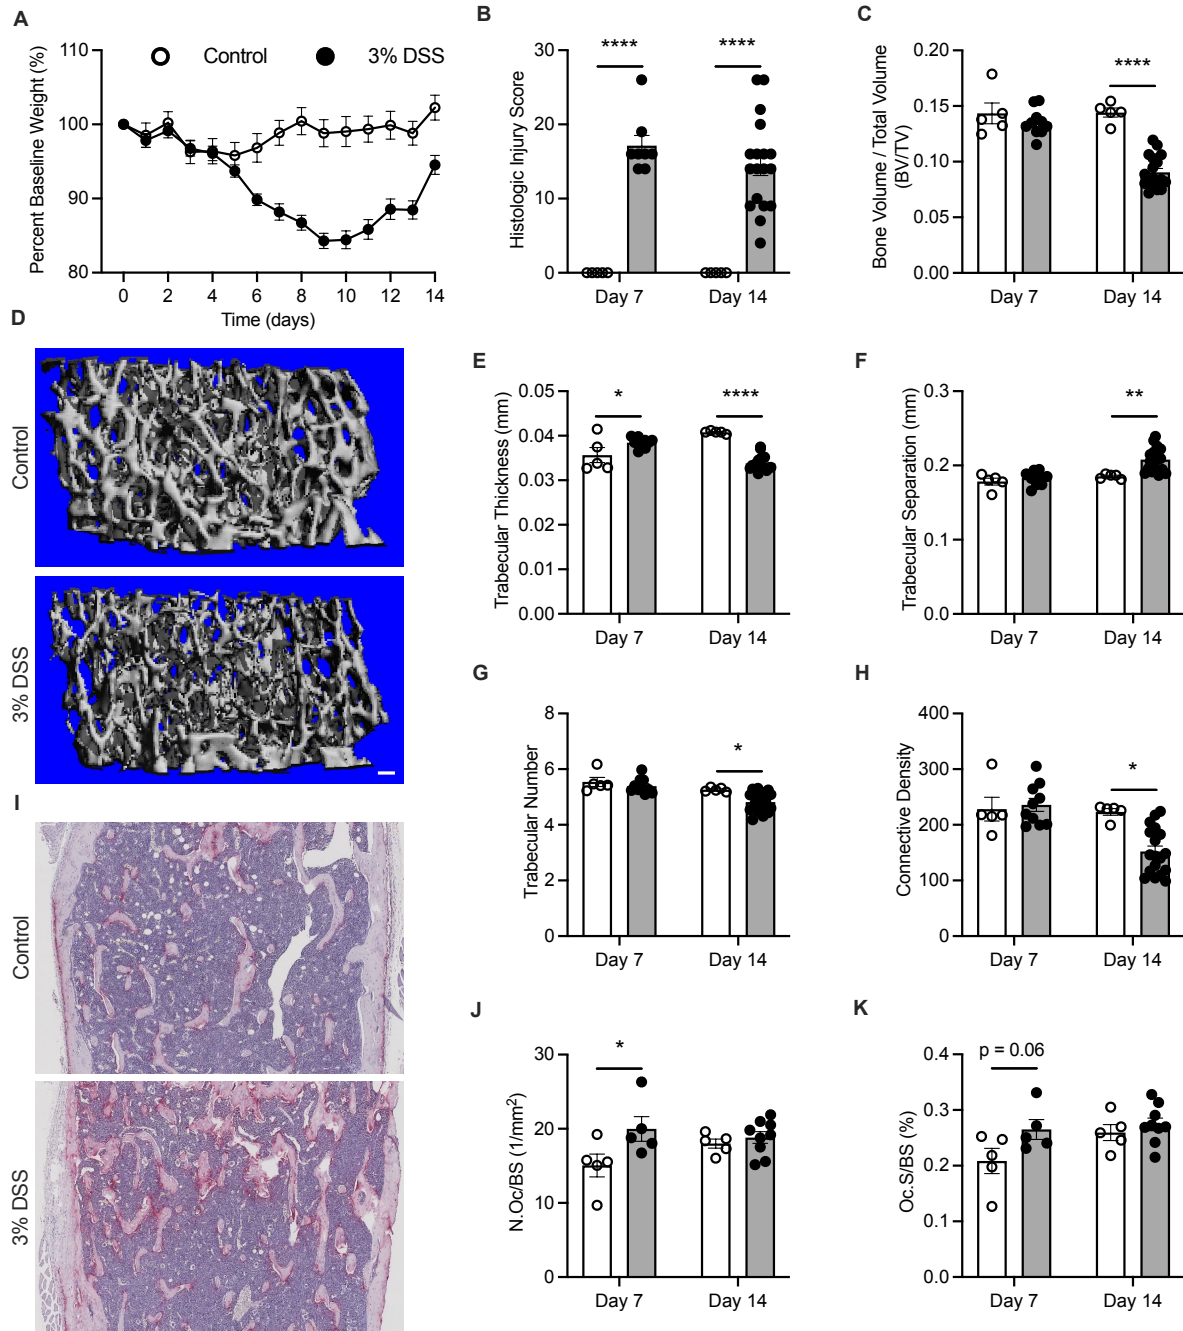 A
Percent Baseline Weight (%)
110
100
90
80
Control
3% DSS
0 2 4 6 8 10 12 14
Time (days)
B
Histologic Injury Score
30
20
10
0
****
****
Day 7
Day 14
C
Bone Volume / Total Volume
(BV/TV)
0.20
0.15
0.10
0.05
0.00
****
Day 7
Day 14
D
Control
3% DSS
E
Trabecular Thickness (mm)
0.05
0.04
0.03
0.02
0.01
0.00
*
****
Day 7
Day 14
F
Trabecular Separation (mm)
0.3
0.2
0.1
0.0
**
Day 7
Day 14
G
Trabecular Number
8
6
4
2
0
*
Day 7
Day 14
H
Connective Density
400
300
200
100
0
*
Day 7
Day 14
I
Control
3% DSS
J
N.Oc/BS (1/mm²)
30
20
10
0
*
Day 7
Day 14
K
Oc.S/BS (%)
0.4
0.3
0.2
0.1
0.0
p = 0.06
Day 7
Day 14